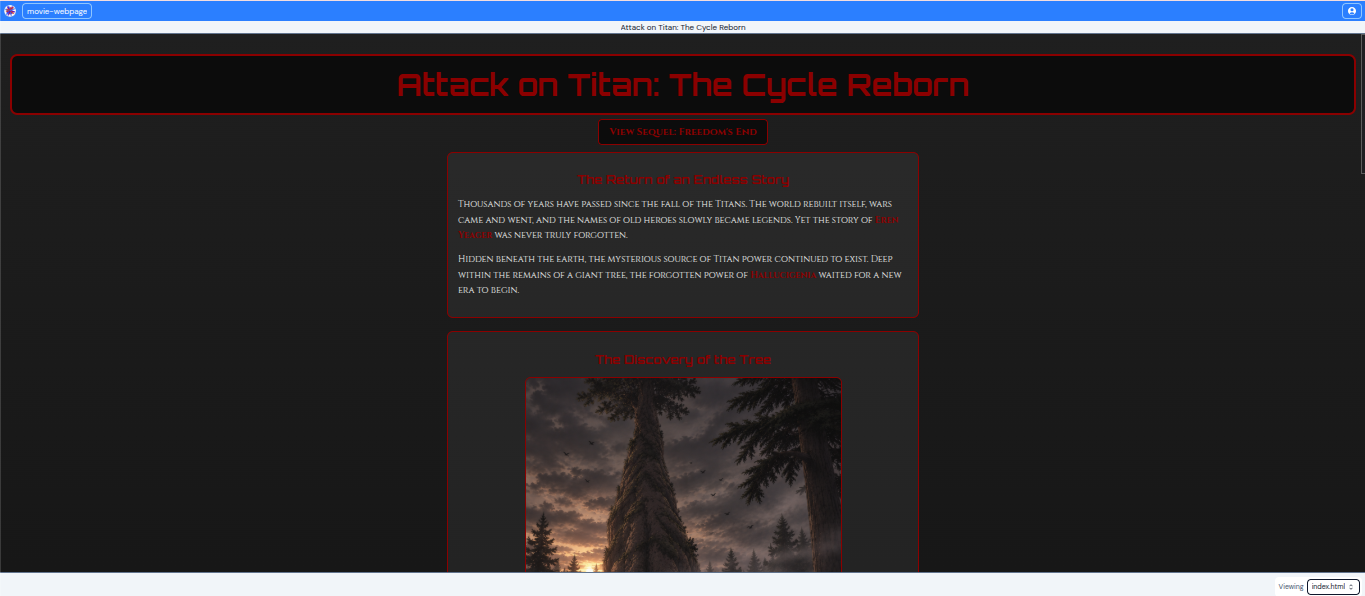 movie-webpage
Attack on Titan: The Cycle Reborn
Attack on Titan: The Cycle Reborn
View Sequel: Freedom's End
The Return of an Endless Story
Thousands of years have passed since the fall of the Titans. The world rebuilt itself, wars
came and went, and the names of old heroes slowly became legends. Yet the story of Eren
Yeager was never truly forgotten.
Hidden beneath the earth, the mysterious source of Titan power continued to exist. Deep
within the remains of a giant tree, the forgotten power of Hallucigenia waited for a new
era to begin.
The Discovery of the Tree
Viewing index.html